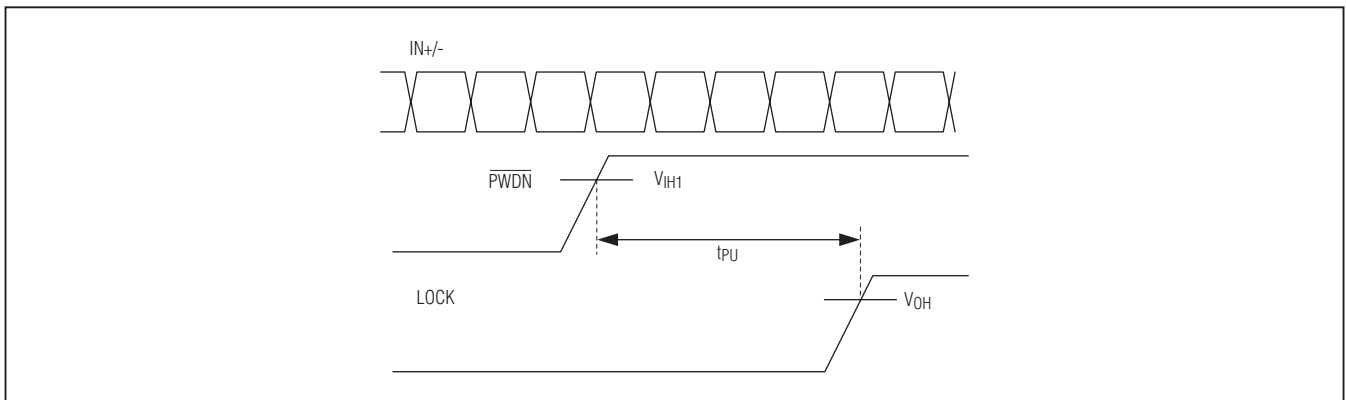 IN+/-
PWDN
VIH1
tPU
LOCK
VOH